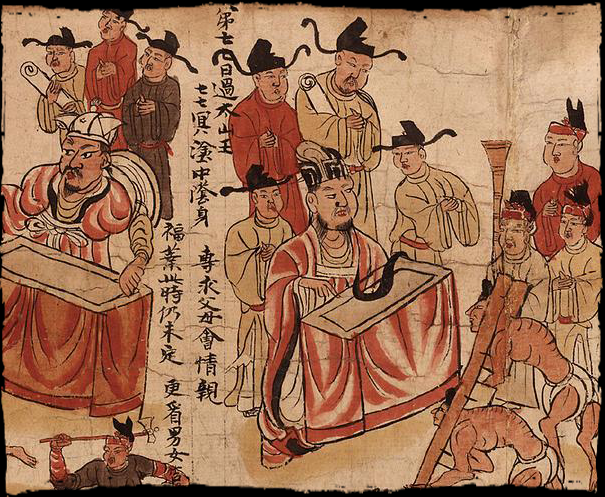 第七七日過太山王
七七冥塗中陰身 專求父母會情親
福業此時仍未定 更看男女造